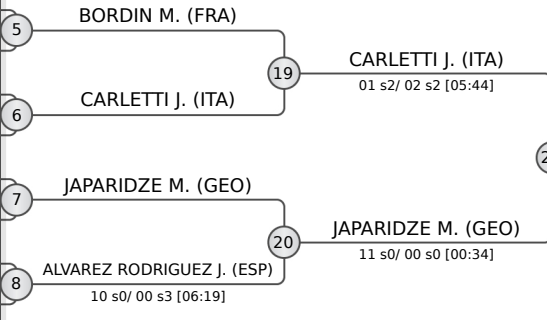 BORDIN M. (FRA)
5
19
CARLETTI J. (ITA)
01 s2/ 02 s2 [05:44]
CARLETTI J. (ITA)
6
2
JAPARIDZE M. (GEO)
7
20
JAPARIDZE M. (GEO)
11 s0/ 00 s0 [00:34]
ALVAREZ RODRIGUEZ J. (ESP)
8
10 s0/ 00 s3 [06:19]